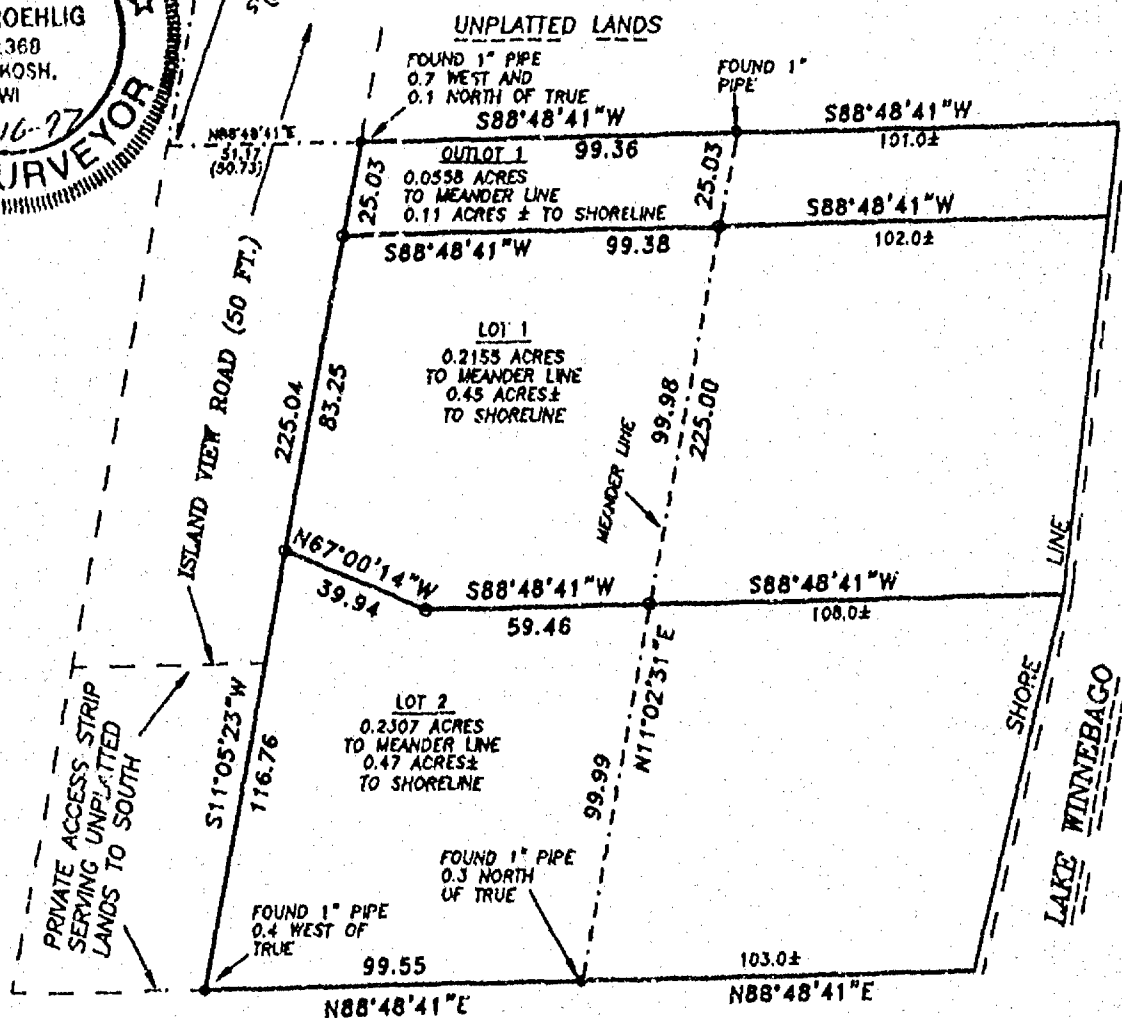 OEHLIG
368
KOSH.
WI
16-97
SURVEYOR
UNPLATTED LANDS
FOUND 1" PIPE
0.7 WEST AND
0.1 NORTH OF TRUE
FOUND 1"
PIPE
N88°48'41"E
51.17
(50.73)
S88°48'41"W
99.36
S88°48'41"W
101.0±
OUTLOT 1
0.0558 ACRES
TO MEANDER LINE
0.11 ACRES ± TO SHORELINE
25.03
25.03
S88°48'41"W
99.38
S88°48'41"W
102.0±
ISLAND VIEW ROAD (50 FT.)
225.04
83.25
LOT 1
0.2155 ACRES
TO MEANDER LINE
0.45 ACRES±
TO SHORELINE
MEANDER LINE
99.98
225.00
N67°00'14"W
39.94
S88°48'41"W
59.46
S88°48'41"W
108.0±
SHORE LINE
LAKE WINNEBAGO
PRIVATE ACCESS STRIP
SERVING UNPLATTED
LANDS TO SOUTH
S11°05'23"W
116.76
LOT 2
0.2307 ACRES
TO MEANDER LINE
0.47 ACRES±
TO SHORELINE
99.99
N11°02'31"E
FOUND 1" PIPE
0.3 NORTH
OF TRUE
FOUND 1" PIPE
0.4 WEST OF
TRUE
99.55
N88°48'41"E
103.0±
N88°48'41"E